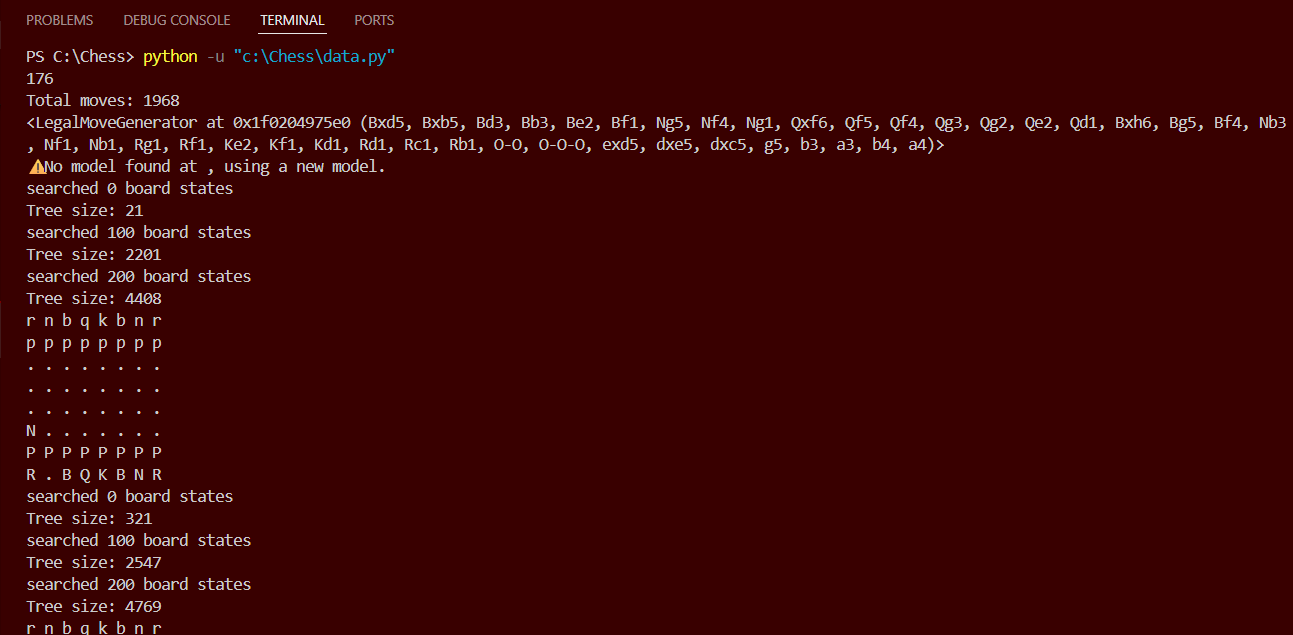 PROBLEMS DEBUG CONSOLE TERMINAL PORTS
PS C:\Chess> python -u "c:\Chess\data.py"
176
Total moves: 1968
<LegalMoveGenerator at 0x1f0204975e0 (Bxd5, Bxb5, Bd3, Bb3, Be2, Bf1, Ng5, Nf4, Ng1, Qxf6, Qf5, Qf4, Qg3, Qg2, Qe2, Qd1, Bxh6, Bg5, Bf4, Nb3
, Nf1, Nb1, Rg1, Rf1, Ke2, Kf1, Kd1, Rd1, Rc1, Rb1, O-O, O-O-O, exd5, dxe5, dxc5, g5, b3, a3, b4, a4)>
⚠️No model found at , using a new model.
searched 0 board states
Tree size: 21
searched 100 board states
Tree size: 2201
searched 200 board states
Tree size: 4408
r n b q k b n r
p p p p p p p p
. . . . . . . .
. . . . . . . .
. . . . . . . .
N . . . . . . .
P P P P P P P P
R . B Q K B N R
searched 0 board states
Tree size: 321
searched 100 board states
Tree size: 2547
searched 200 board states
Tree size: 4769
r n b q k b n r